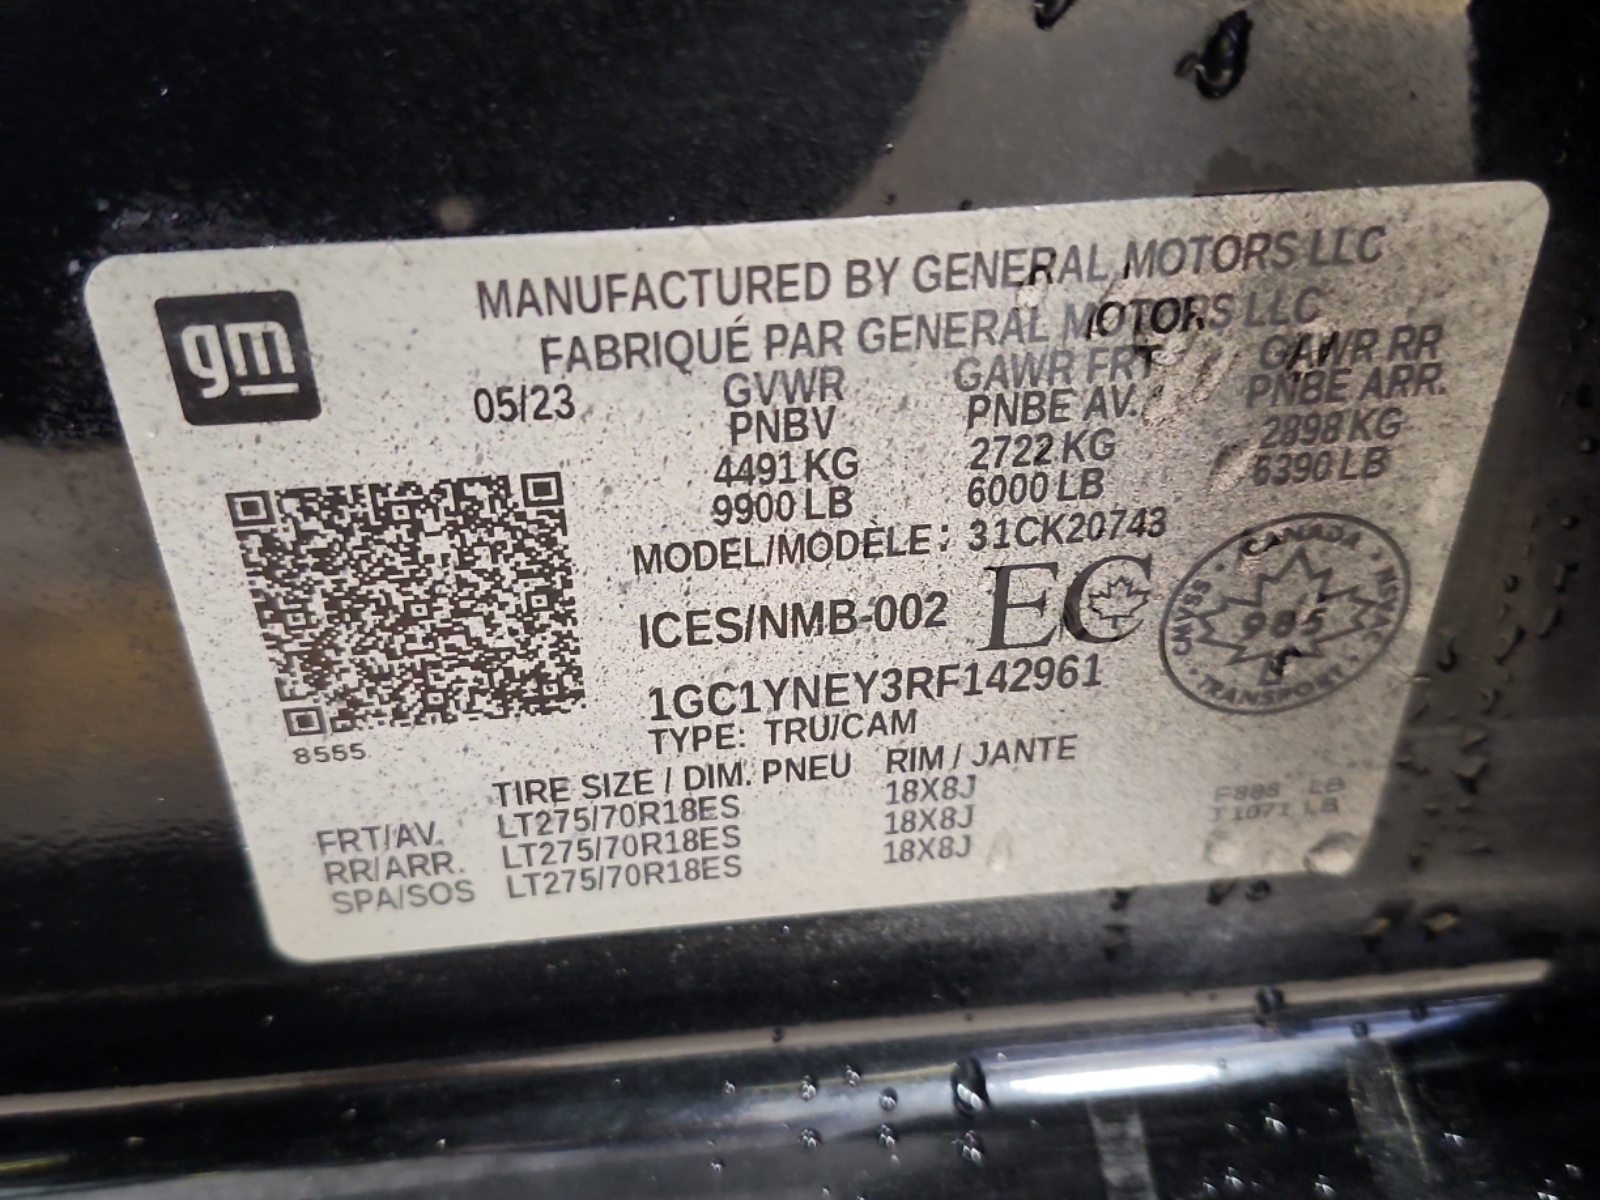 gm
MANUFACTURED BY GENERAL MOTORS LLC
FABRIQUÉ PAR GENERAL MOTORS LLC
05/23 GVWR GAWR FRT GAWR RR
PNBV PNBE AV. PNBE ARR.
4491 KG 2722 KG 2898 KG
9900 LB 6000 LB 6390 LB
MODEL/MODÈLE: 31CK20743
ICES/NMB-002 EC
CANADA · NSVAC · TRANSPORT · CMVSS ·
985
1GC1YNEY3RF142961
TYPE: TRU/CAM
8555
TIRE SIZE / DIM. PNEU RIM / JANTE
FRT/AV. LT275/70R18ES 18X8J
RR/ARR. LT275/70R18ES 18X8J
SPA/SOS LT275/70R18ES 18X8J
F888 LB
T1071 LB